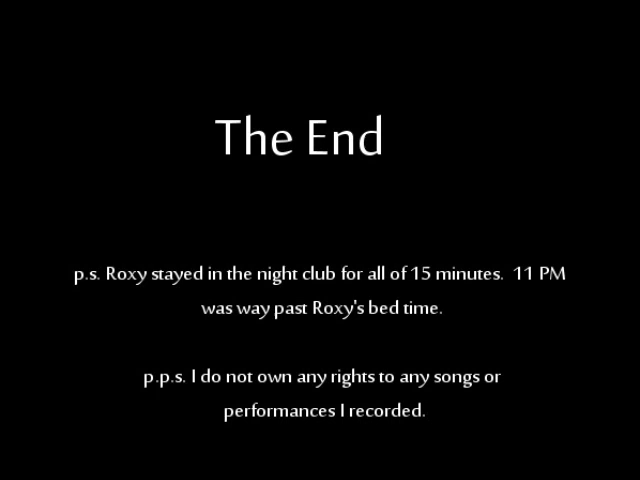 The End
p.s. Roxy stayed in the night club for all of 15 minutes.  11 PM
was way past Roxy's bed time.
p.p.s. I do not own any rights to any songs or
performances I recorded.